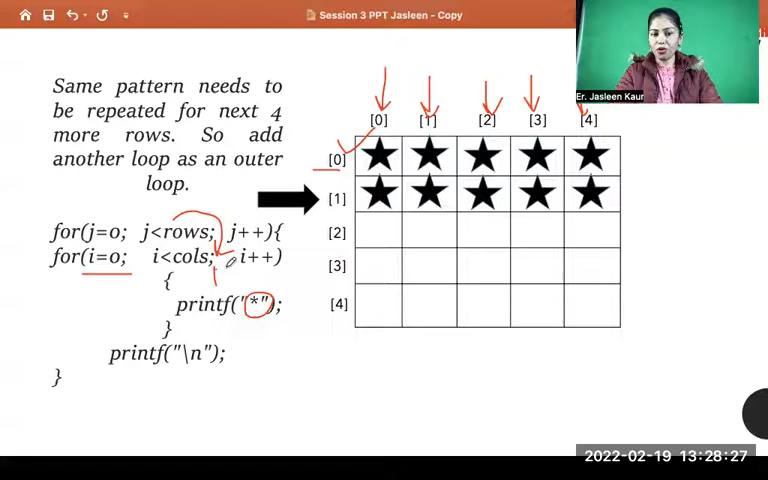 Session 3 PPT Jasleen - Copy
Er. Jasleen Kaur
Same pattern needs to
be repeated for next 4
more rows. So add
another loop as an outer
loop.
for(j=0; j<rows; j++){
for(i=0; i<cols; i++)
{
printf("*");
}
printf("\n");
}
[0] [1] [2] [3] [4]
[0]
[1]
[2]
[3]
[4]
2022-02-19 13:28:27